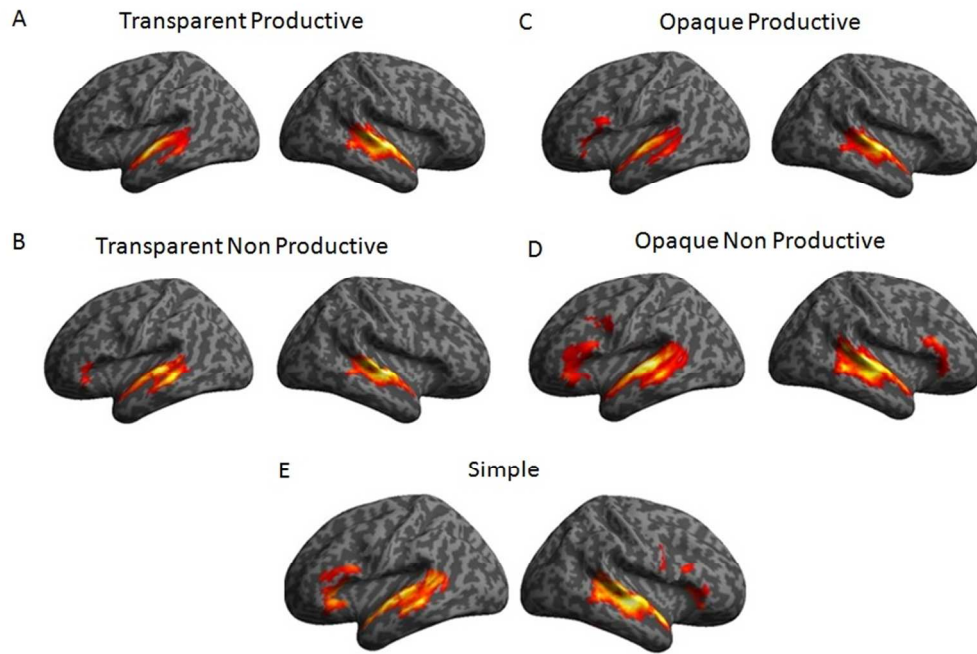 A
Transparent Productive
C
Opaque Productive
B
Transparent Non Productive
D
Opaque Non Productive
E
Simple